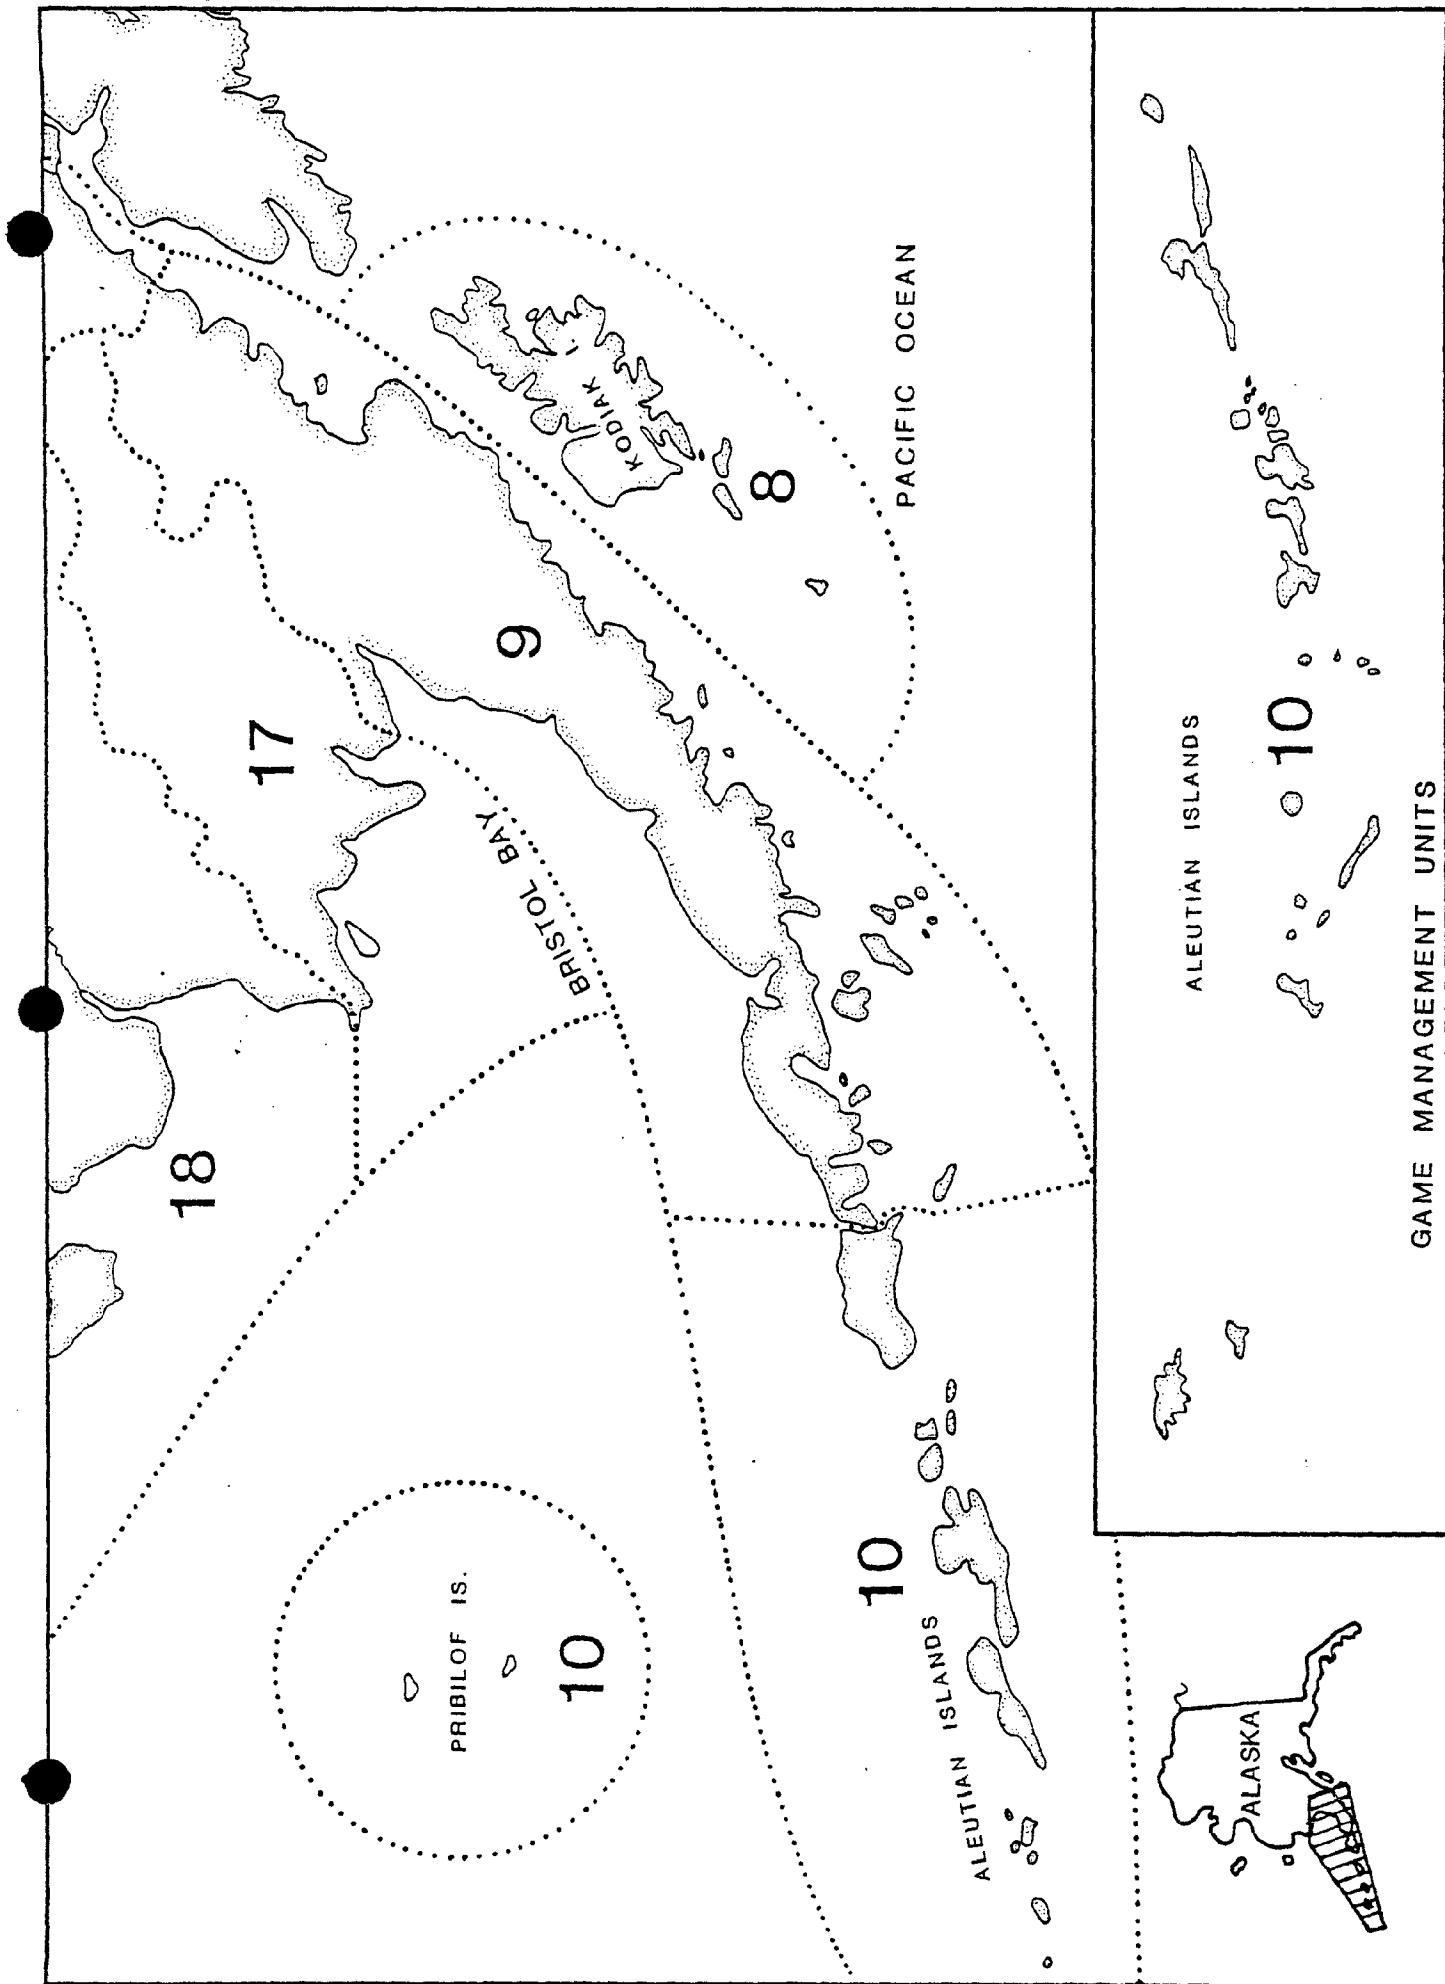 18
17
BRISTOL BAY
9
KODIAK
8
PACIFIC OCEAN
PRIBILOF IS.
10
10
ALEUTIAN ISLANDS
ALASKA
ALEUTIAN ISLANDS
10
GAME MANAGEMENT UNITS